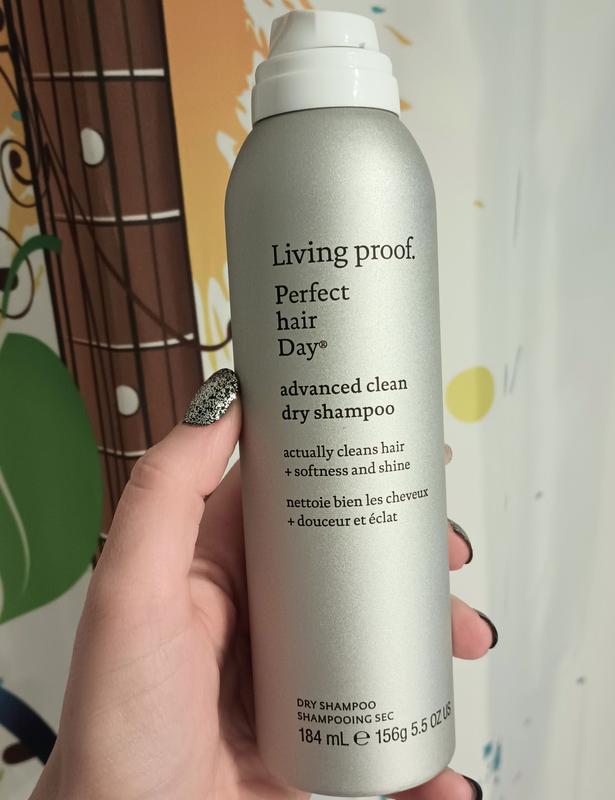 Living proof.
Perfect
hair
Day®
advanced clean
dry shampoo
actually cleans hair
+ softness and shine
nettoie bien les cheveux
+ douceur et éclat
DRY SHAMPOO
SHAMPOOING SEC
184 mL ℮ 156g 5.5 OZ US